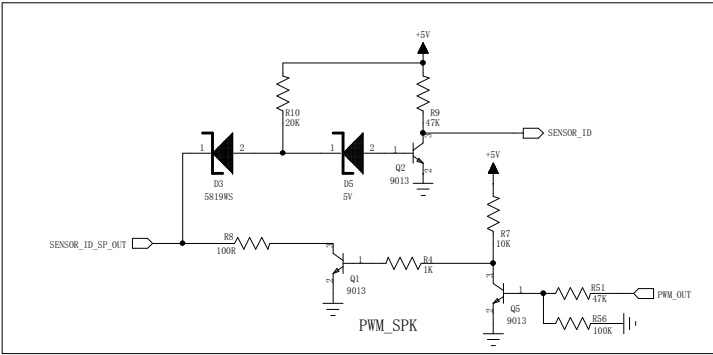 +5V
R10
20K
R9
47K
3
SENSOR_ID
1
2
1
2
1
Q2
9013
2
D3
5819WS
D5
5V
+5V
R7
10K
SENSOR_ID_SP_OUT
R8
100R
3
1
2
Q1
9013
R4
1K
3
1
2
Q5
9013
R51
47K
PWM_OUT
R56
100K
PWM_SPK